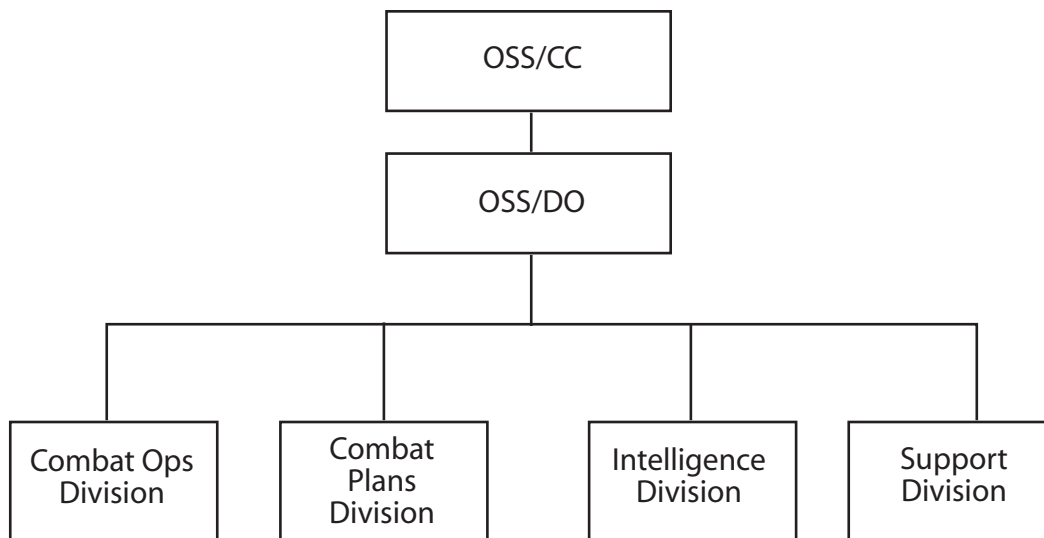 OSS/CC
OSS/DO
Combat Ops
Division
Combat
Plans
Division
Intelligence
Division
Support
Division